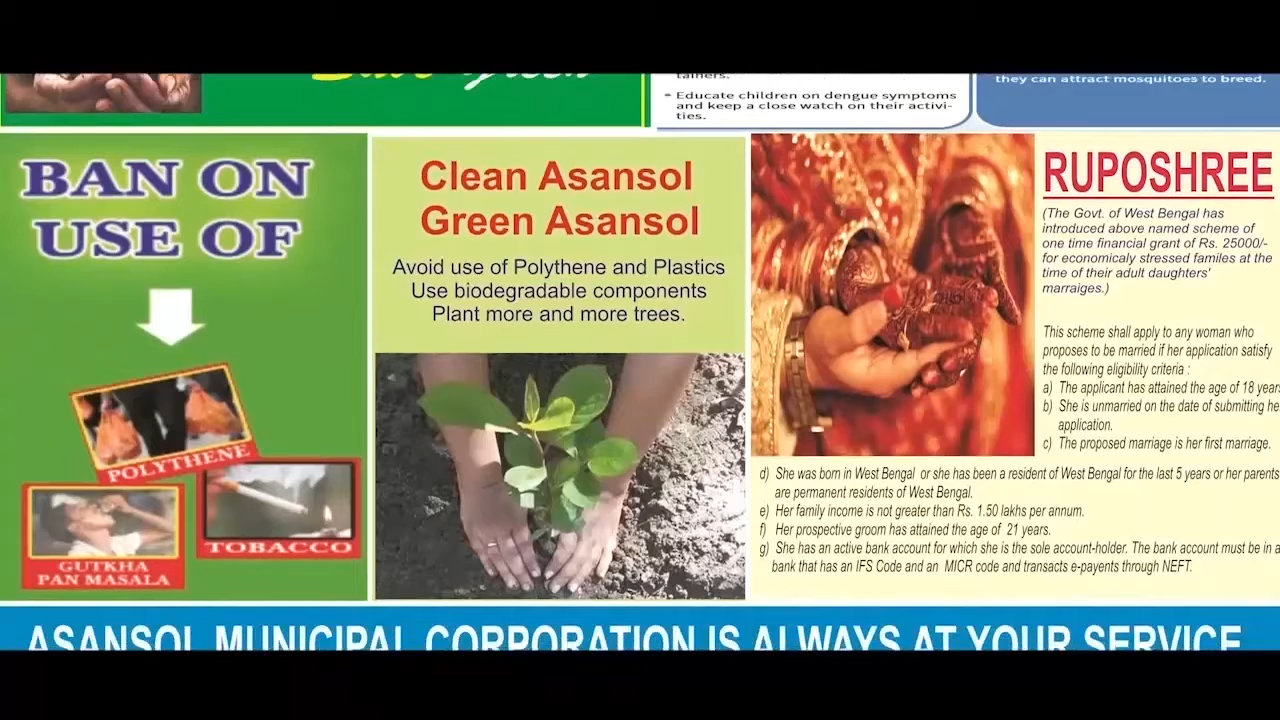 tainers.
• Educate children on dengue symptoms
and keep a close watch on their activi-
ties.
they can attract mosquitoes to breed.
BAN ON
USE OF
POLYTHENE
GUTKHA
PAN MASALA
TOBACCO
Clean Asansol
Green Asansol
Avoid use of Polythene and Plastics
Use biodegradable components
Plant more and more trees.
RUPOSHREE
(The Govt. of West Bengal has
introduced above named scheme of
one time financial grant of Rs. 25000/-
for economicaly stressed familes at the
time of their adult daughters'
marraiges.)
This scheme shall apply to any woman who
proposes to be married if her application satisfy
the following eligibility criteria :
a) The applicant has attained the age of 18 year
b) She is unmarried on the date of submitting he
application.
c) The proposed marriage is her first marriage.
d) She was born in West Bengal or she has been a resident of West Bengal for the last 5 years or her parents
are permanent residents of West Bengal.
e) Her family income is not greater than Rs. 1.50 lakhs per annum.
f) Her prospective groom has attained the age of 21 years.
g) She has an active bank account for which she is the sole account-holder. The bank account must be in a
bank that has an IFS Code and an MICR code and transacts e-payents through NEFT.
ASANSOL MUNICIPAL CORPORATION IS ALWAYS AT YOUR SERVICE